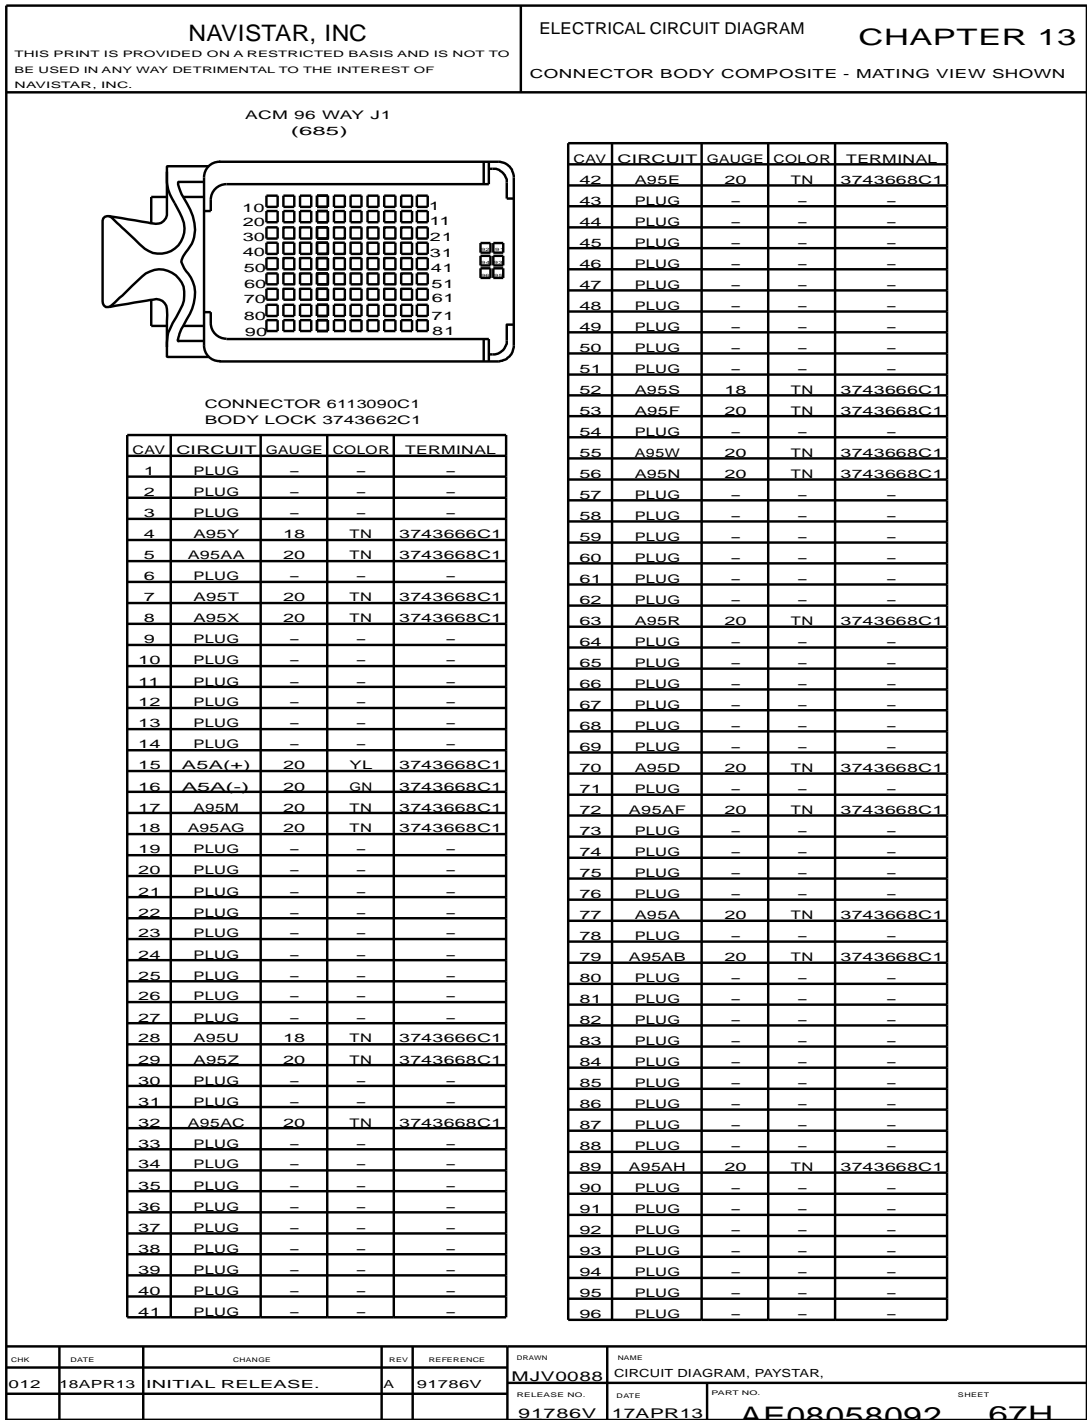 NAVISTAR, INC
THIS PRINT IS PROVIDED ON A RESTRICTED BASIS AND IS NOT TO
BE USED IN ANY WAY DETRIMENTAL TO THE INTEREST OF
NAVISTAR, INC.
ELECTRICAL CIRCUIT DIAGRAM
CHAPTER 13
CONNECTOR BODY COMPOSITE - MATING VIEW SHOWN
ACM 96 WAY J1
(685)
10 1
20 11
30 21
40 31
50 41
60 51
70 61
80 71
90 81
CONNECTOR 6113090C1
BODY LOCK 3743662C1
CAV CIRCUIT GAUGE COLOR TERMINAL
1 PLUG – – –
2 PLUG – – –
3 PLUG – – –
4 A95Y 18 TN 3743666C1
5 A95AA 20 TN 3743668C1
6 PLUG – – –
7 A95T 20 TN 3743668C1
8 A95X 20 TN 3743668C1
9 PLUG – – –
10 PLUG – – –
11 PLUG – – –
12 PLUG – – –
13 PLUG – – –
14 PLUG – – –
15 A5A(+) 20 YL 3743668C1
16 A5A(-) 20 GN 3743668C1
17 A95M 20 TN 3743668C1
18 A95AG 20 TN 3743668C1
19 PLUG – – –
20 PLUG – – –
21 PLUG – – –
22 PLUG – – –
23 PLUG – – –
24 PLUG – – –
25 PLUG – – –
26 PLUG – – –
27 PLUG – – –
28 A95U 18 TN 3743666C1
29 A95Z 20 TN 3743668C1
30 PLUG – – –
31 PLUG – – –
32 A95AC 20 TN 3743668C1
33 PLUG – – –
34 PLUG – – –
35 PLUG – – –
36 PLUG – – –
37 PLUG – – –
38 PLUG – – –
39 PLUG – – –
40 PLUG – – –
41 PLUG – – –
CAV CIRCUIT GAUGE COLOR TERMINAL
42 A95E 20 TN 3743668C1
43 PLUG – – –
44 PLUG – – –
45 PLUG – – –
46 PLUG – – –
47 PLUG – – –
48 PLUG – – –
49 PLUG – – –
50 PLUG – – –
51 PLUG – – –
52 A95S 18 TN 3743666C1
53 A95F 20 TN 3743668C1
54 PLUG – – –
55 A95W 20 TN 3743668C1
56 A95N 20 TN 3743668C1
57 PLUG – – –
58 PLUG – – –
59 PLUG – – –
60 PLUG – – –
61 PLUG – – –
62 PLUG – – –
63 A95R 20 TN 3743668C1
64 PLUG – – –
65 PLUG – – –
66 PLUG – – –
67 PLUG – – –
68 PLUG – – –
69 PLUG – – –
70 A95D 20 TN 3743668C1
71 PLUG – – –
72 A95AF 20 TN 3743668C1
73 PLUG – – –
74 PLUG – – –
75 PLUG – – –
76 PLUG – – –
77 A95A 20 TN 3743668C1
78 PLUG – – –
79 A95AB 20 TN 3743668C1
80 PLUG – – –
81 PLUG – – –
82 PLUG – – –
83 PLUG – – –
84 PLUG – – –
85 PLUG – – –
86 PLUG – – –
87 PLUG – – –
88 PLUG – – –
89 A95AH 20 TN 3743668C1
90 PLUG – – –
91 PLUG – – –
92 PLUG – – –
93 PLUG – – –
94 PLUG – – –
95 PLUG – – –
96 PLUG – – –
CHK DATE CHANGE REV REFERENCE
012 18APR13 INITIAL RELEASE. A 91786V
DRAWN NAME
MJV0088 CIRCUIT DIAGRAM, PAYSTAR,
RELEASE NO. DATE PART NO. SHEET
91786V 17APR13 AE08058092 67H